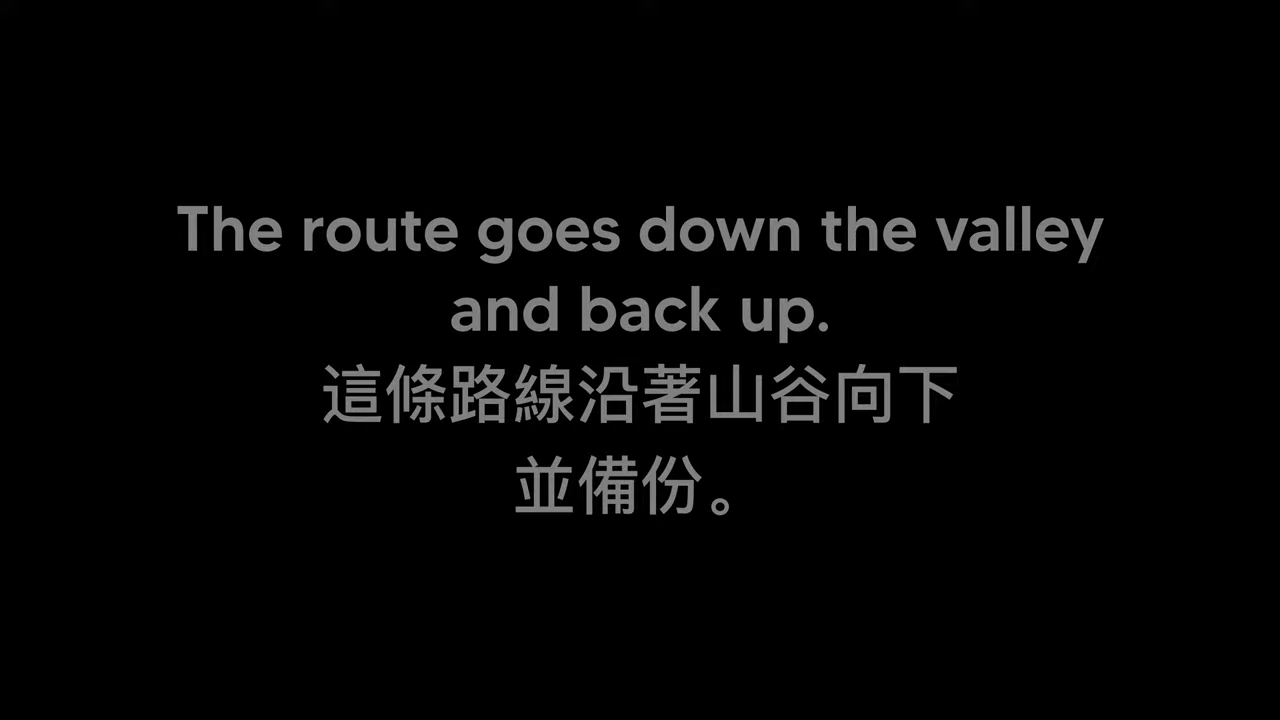 The route goes down the valley
and back up.
這條路線沿著山谷向下
並備份。